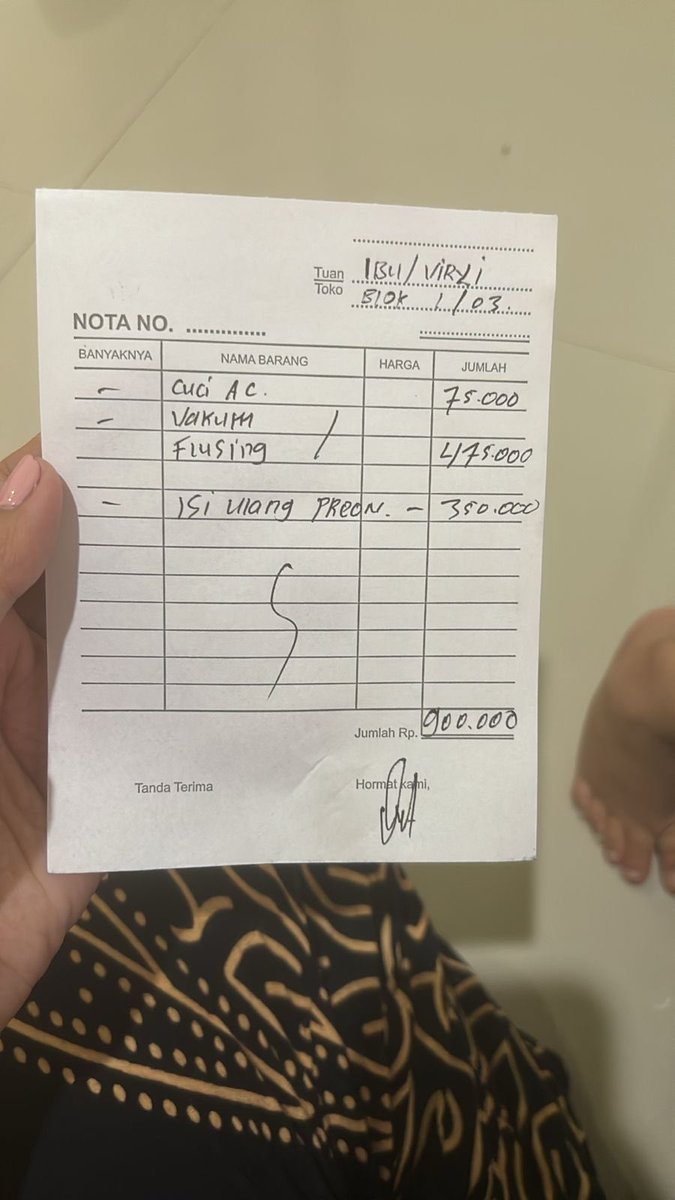 Tuan IBU/VIRYI
Toko BLOK 1/03.
NOTA NO. ..............
BANYAKNYA NAMA BARANG HARGA JUMLAH
- Cuci AC. 75.000
- Vakum /
Flusing 475.000
- isi ulang PREON. - 350.000
Jumlah Rp. 900.000
Tanda Terima Hormat kami,